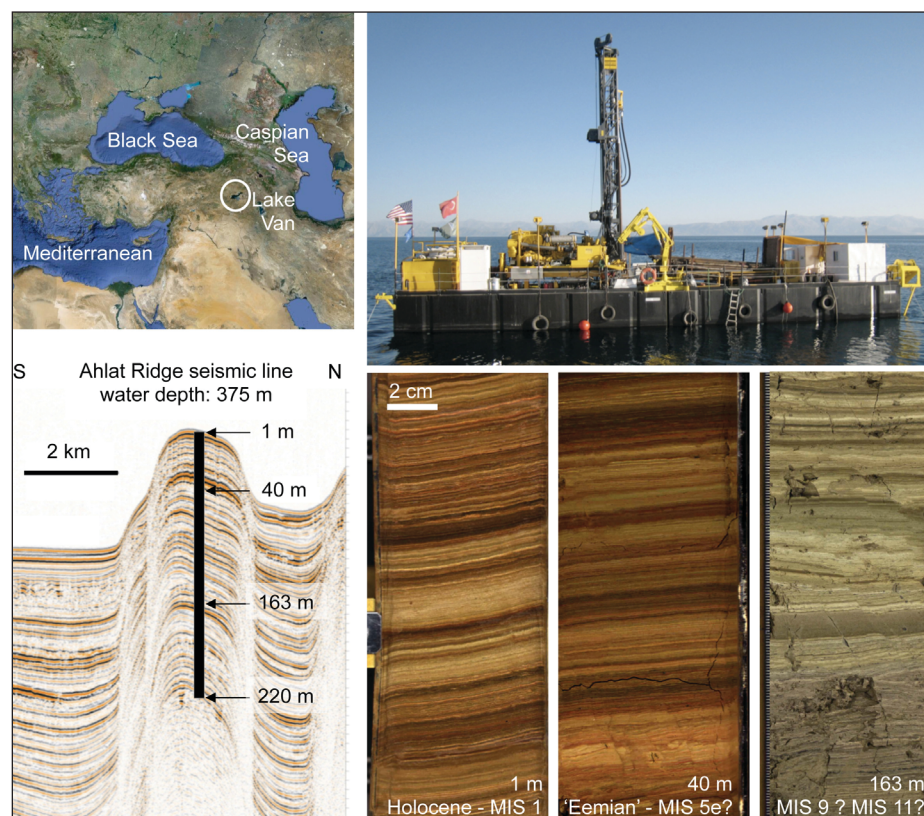 Black Sea
Caspian
Sea
Lake
Van
Mediterranean
S
Ahlat Ridge seismic line
N
water depth: 375 m
2 km
1 m
40 m
163 m
220 m
2 cm
1 m
Holocene - MIS 1
40 m
‘Eemian’ - MIS 5e?
163 m
MIS 9 ? MIS 11?